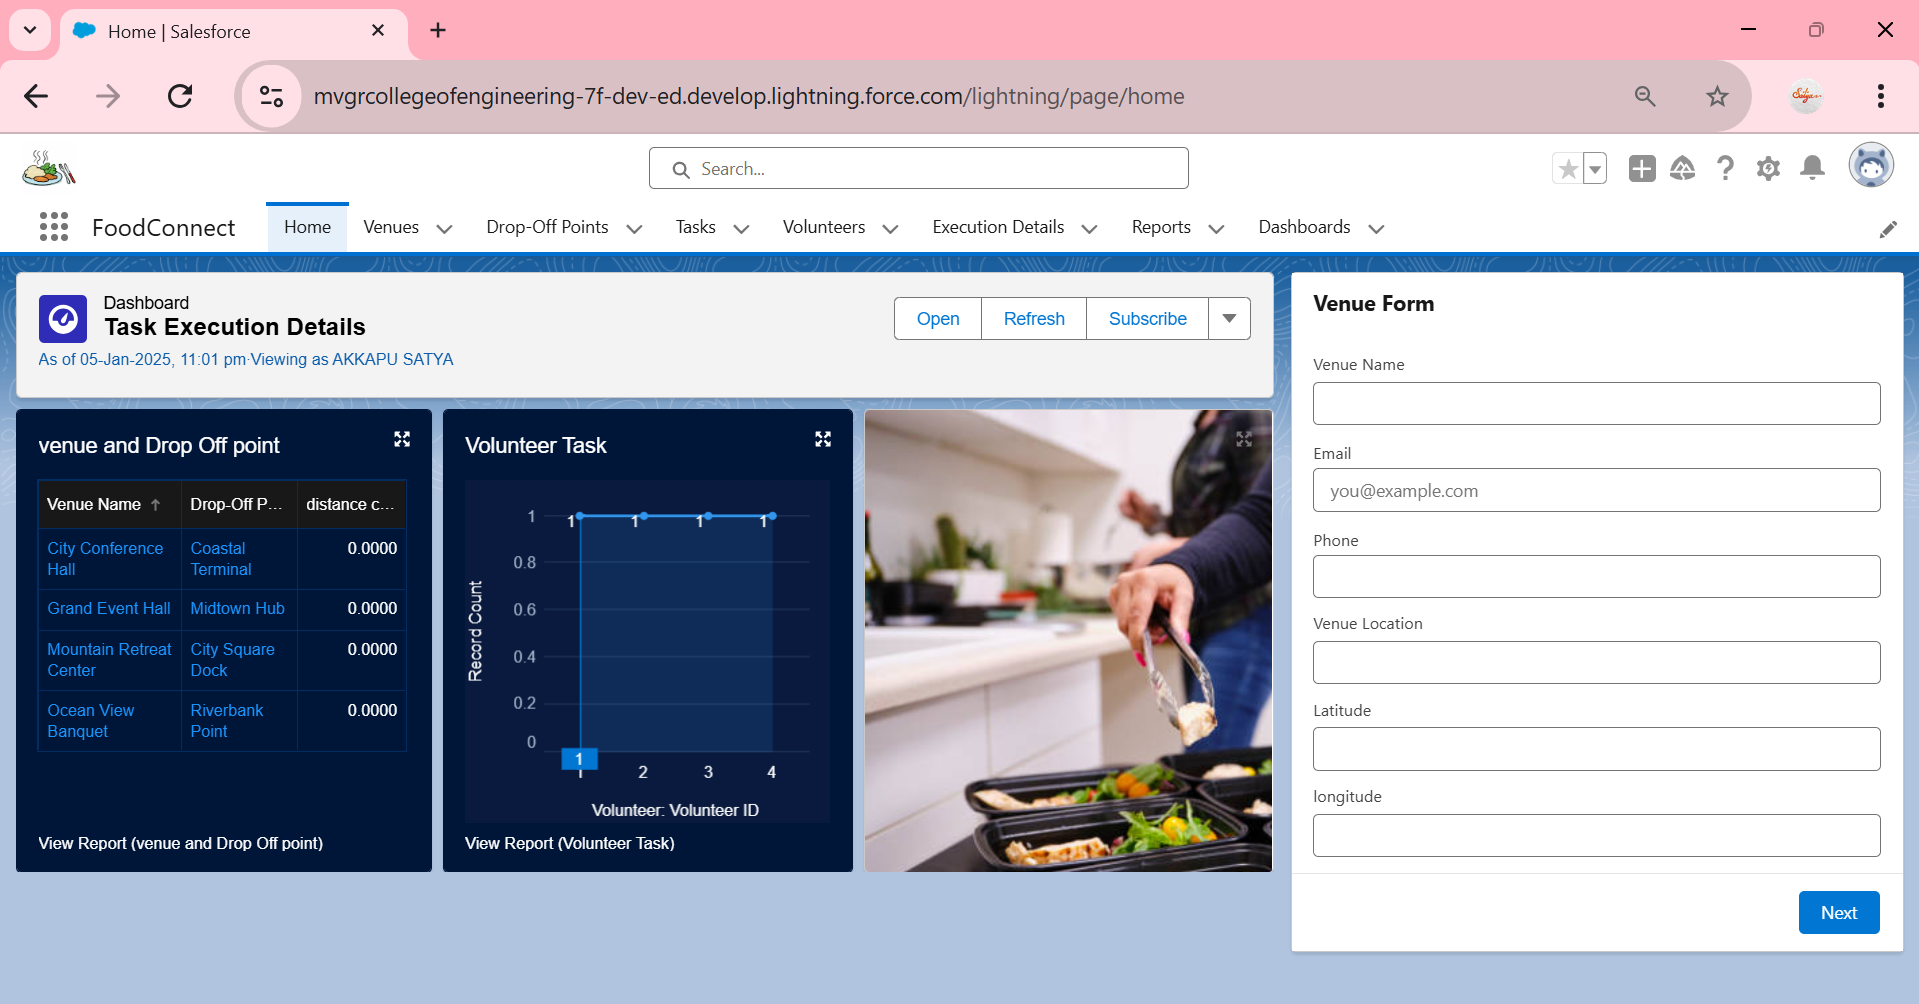 Home | Salesforce
mvgrcollegeofengineering-7f-dev-ed.develop.lightning.force.com/lightning/page/home
Search...
FoodConnect
Home
Venues
Drop-Off Points
Tasks
Volunteers
Execution Details
Reports
Dashboards
Dashboard
Task Execution Details
As of 05-Jan-2025, 11:01 pm·Viewing as AKKAPU SATYA
Open
Refresh
Subscribe
venue and Drop Off point
Venue Name Drop-Off P... distance c...
City Conference Hall Coastal Terminal 0.0000
Grand Event Hall Midtown Hub 0.0000
Mountain Retreat Center City Square Dock 0.0000
Ocean View Banquet Riverbank Point 0.0000
View Report (venue and Drop Off point)
Volunteer Task
Record Count
1
0.8
0.6
0.4
0.2
0
1 1 1 1
1
1 2 3 4
Volunteer: Volunteer ID
View Report (Volunteer Task)
Venue Form
Venue Name
Email
you@example.com
Phone
Venue Location
Latitude
longitude
Next